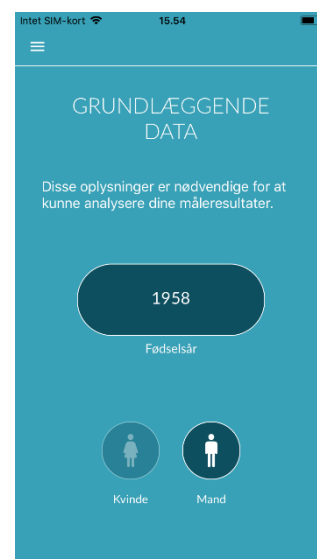 Intet SIM-kort 15.54
GRUNDLÆGGENDE
DATA
Disse oplysninger er nødvendige for at
kunne analysere dine måleresultater.
1958
Fødselsår
Kvinde Mand